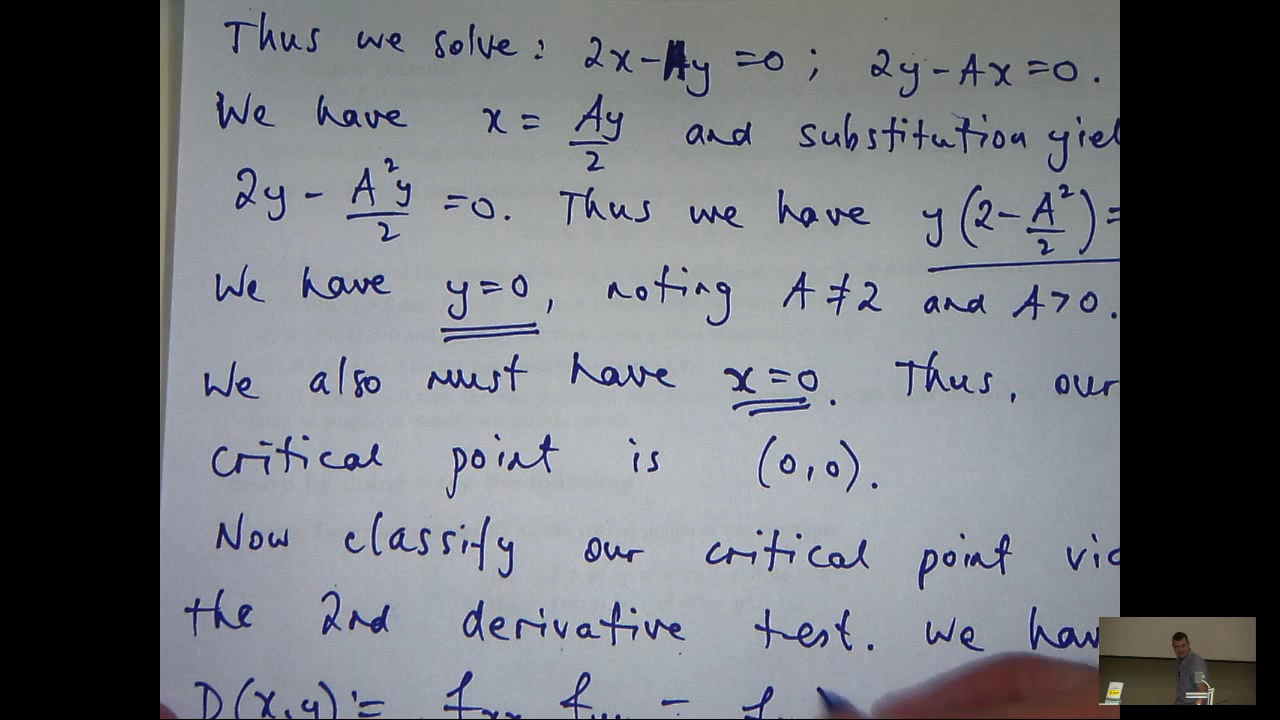 Thus we solve: 2x-Ay=0; 2y-Ax=0.
We have x = Ay/2 and substitution yiel
2y - A²y/2 = 0. Thus we have y(2-A²/2)=
We have y=0, noting A≠2 and A>0.
We also must have x=0. Thus, our
critical point is (0,0).
Now classify our critical point via
the 2nd derivative test. We hav
D(x,y) := f_xx f_yy - f